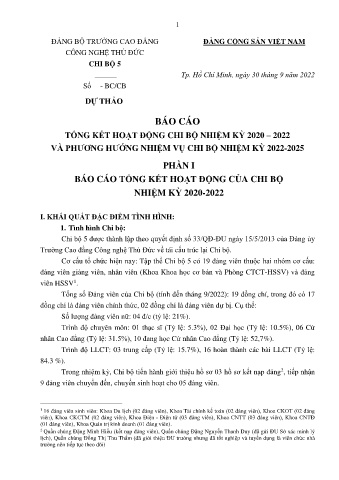 1
ĐẢNG BỘ TRƯỜNG CAO ĐẲNG
CÔNG NGHỆ THỦ ĐỨC
CHI BỘ 5
ĐẢNG CỘNG SẢN VIỆT NAM
Tp. Hồ Chí Minh, ngày 30 tháng 9 năm 2022
Số - BC/CB
DỰ THẢO
BÁO CÁO
TỔNG KẾT HOẠT ĐỘNG CHI BỘ NHIỆM KỲ 2020 – 2022
VÀ PHƯƠNG HƯỚNG NHIỆM VỤ CHI BỘ NHIỆM KỲ 2022-2025
PHẦN I
BÁO CÁO TỔNG KẾT HOẠT ĐỘNG CỦA CHI BỘ
NHIỆM KỲ 2020-2022
I. KHÁI QUÁT ĐẶC ĐIỂM TÌNH HÌNH:
1. Tình hình Chi bộ:
Chi bộ 5 được thành lập theo quyết định số 33/QĐ-ĐU ngày 15/5/2013 của Đảng ủy
Trường Cao đẳng Công nghệ Thủ Đức về tái cấu trúc lại Chi bộ.
Cơ cấu tổ chức hiện nay: Tập thể Chi bộ 5 có 19 đảng viên thuộc hai nhóm cơ cấu:
đảng viên giảng viên, nhân viên (Khoa Khoa học cơ bản và Phòng CTCT-HSSV) và đảng
viên HSSV¹.
Tổng số Đảng viên của Chi bộ (tính đến tháng 9/2022): 19 đồng chí, trong đó có 17
đồng chí là đảng viên chính thức, 02 đồng chí là đảng viên dự bị. Cụ thể:
Số lượng đảng viên nữ: 04 đ/c (tỷ lệ: 21%).
Trình độ chuyên môn: 01 thạc sĩ (Tỷ lệ: 5.3%), 02 Đại học (Tỷ lệ: 10.5%), 06 Cử
nhân Cao đẳng (Tỷ lệ: 31.5%), 10 đang học Cử nhân Cao đẳng (Tỷ lệ: 52,7%).
Trình độ LLCT: 03 trung cấp (Tỷ lệ: 15.7%), 16 hoàn thành các bài LLCT (Tỷ lệ:
84.3 %).
Trong nhiệm kỳ, Chi bộ tiến hành giới thiệu hồ sơ 03 hồ sơ kết nạp đảng², tiếp nhận
9 đảng viên chuyển đến, chuyển sinh hoạt cho 05 đảng viên.
¹ 16 đảng viên sinh viên: Khoa Du lịch (02 đảng viên), Khoa Tài chính kế toán (02 đảng viên), Khoa CKOT (02 đảng
viên), Khoa CKCTM (02 đảng viên), Khoa Điện - Điện tử (03 đảng viên), Khoa CNTT (03 đảng viên), Khoa CNTĐ
(01 đảng viên), Khoa Quản trị kinh doanh (01 đảng viên).
² Quần chúng Đặng Minh Hiếu (kết nạp đảng viên), Quần chúng Đặng Nguyễn Thanh Duy (đã gửi ĐU Sở xác minh lý
lịch), Quần chúng Đồng Thị Thu Thắm (đã giới thiệu ĐU trường nhưng đã tốt nghiệp và tuyển dụng là viên chức nhà
trường nên tiếp tục theo dõi)